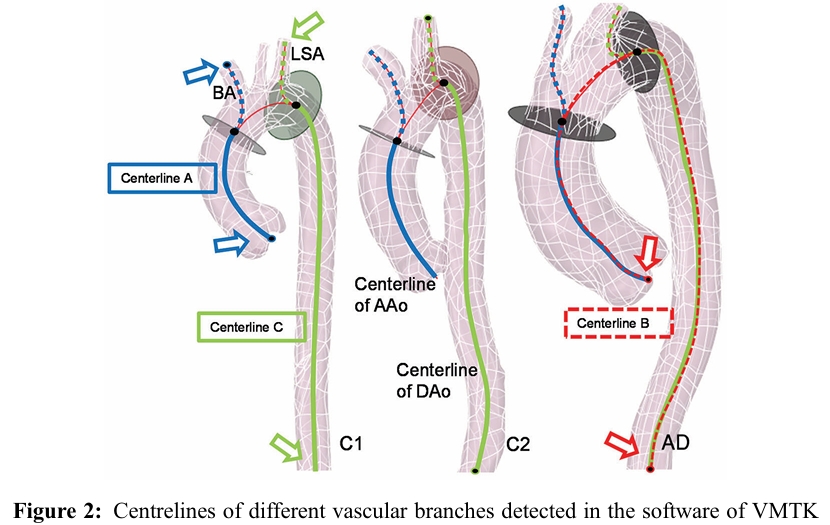 LSA
BA
Centerline A
Centerline
of AAo
Centerline C
Centerline B
Centerline
of DAo
C1
C2
AD
Figure 2: Centrelines of different vascular branches detected in the software of VMTK